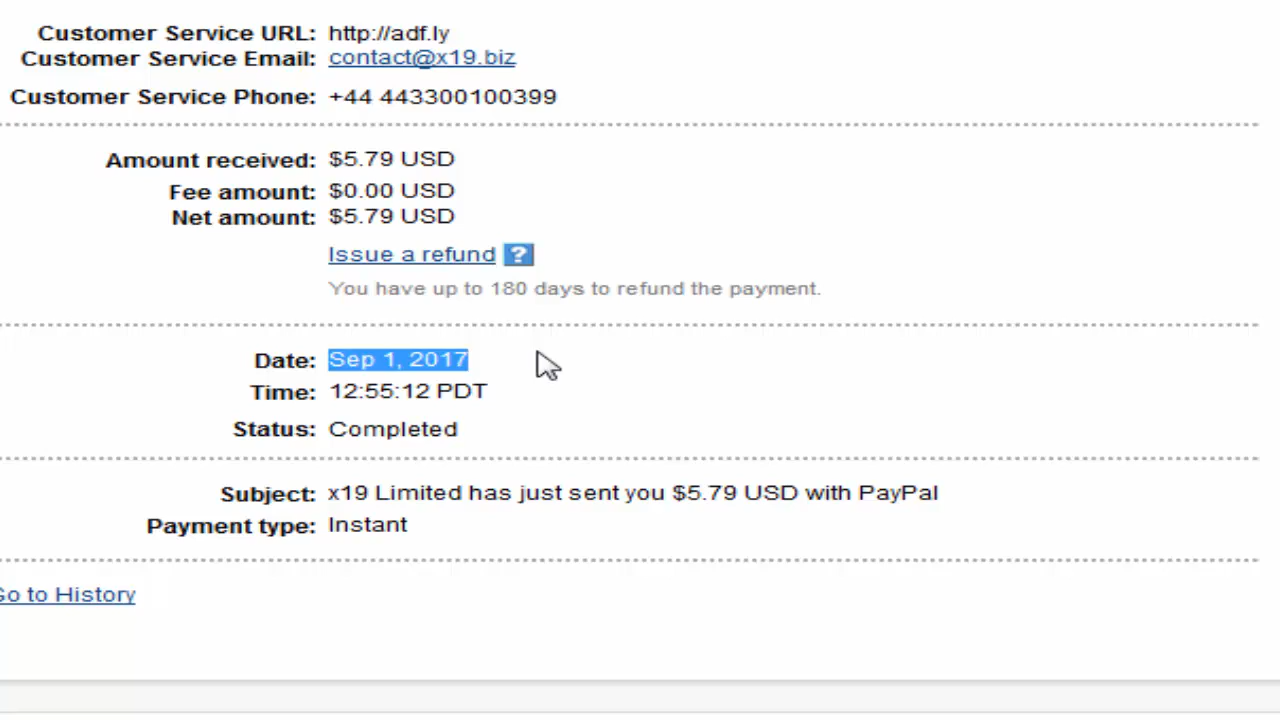 Customer Service URL: http://adf.ly
Customer Service Email: contact@x19.biz
Customer Service Phone: +44 443300100399
Amount received: $5.79 USD
Fee amount: $0.00 USD
Net amount: $5.79 USD
Issue a refund ?
You have up to 180 days to refund the payment.
Date: Sep 1, 2017
Time: 12:55:12 PDT
Status: Completed
Subject: x19 Limited has just sent you $5.79 USD with PayPal
Payment type: Instant
Go to History